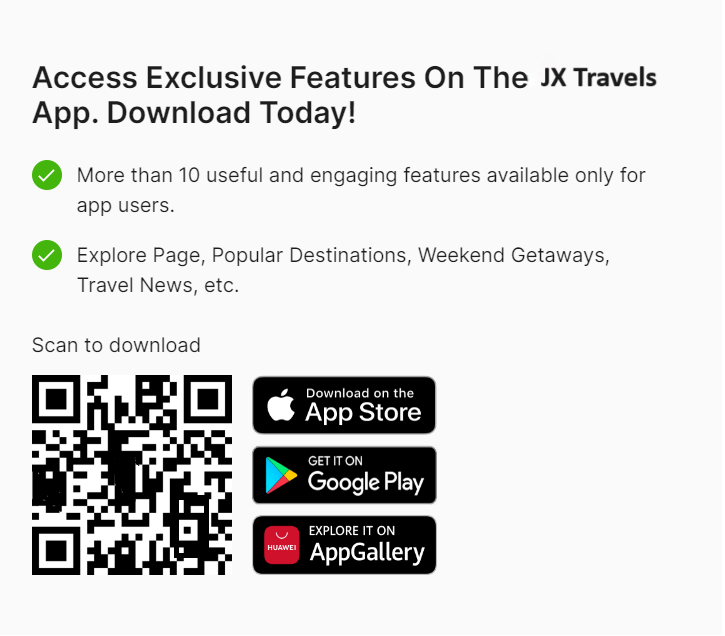 Access Exclusive Features On The JX Travels
App. Download Today!
More than 10 useful and engaging features available only for
app users.
Explore Page, Popular Destinations, Weekend Getaways,
Travel News, etc.
Scan to download
Download on the
App Store
GET IT ON
Google Play
HUAWEI
EXPLORE IT ON
AppGallery